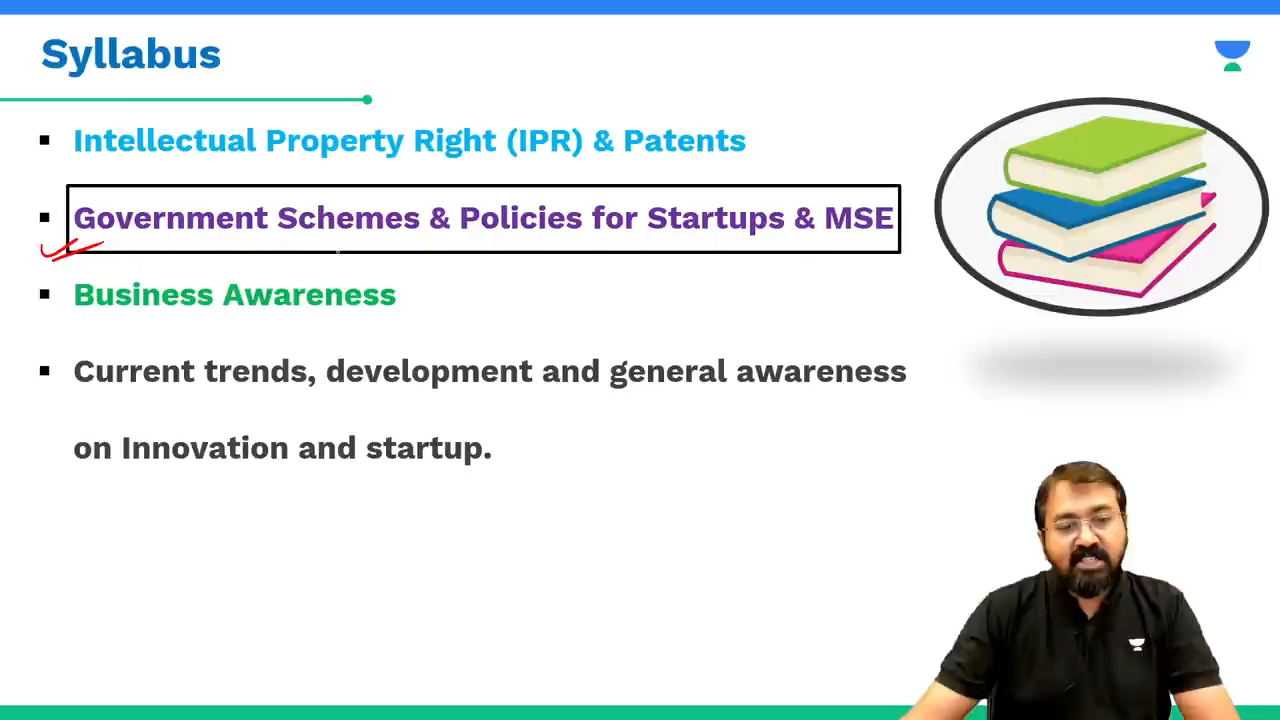 Syllabus
Intellectual Property Right (IPR) & Patents
Government Schemes & Policies for Startups & MSE
Business Awareness
Current trends, development and general awareness
on Innovation and startup.